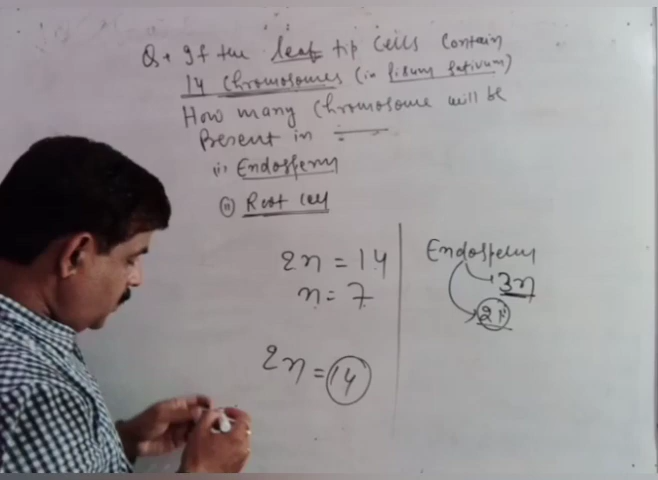 Q + If the leaf tip cells contain
14 chromosomes (in Pisum sativum)
How many chromosome will be
Present in
(i) Endosperm
(ii) Root cell
2n = 14
n = 7
2n = 14
Endosperm
3n
21